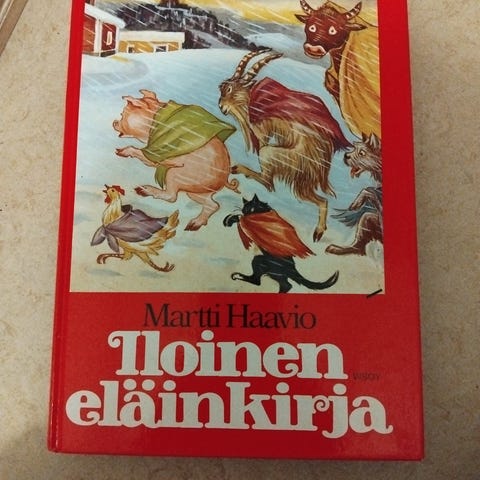 Martti Haavio
Iloinen
WSOY
eläinkirja